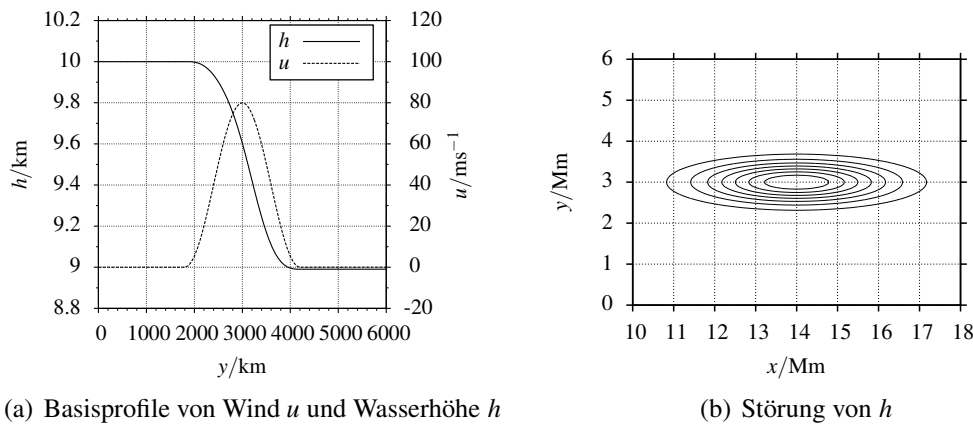 10.2
10
9.8
9.6
9.4
9.2
9
8.8
h/km
0 1000 2000 3000 4000 5000 6000
y/km
120
100
80
60
40
20
0
-20
u/ms⁻¹
h
u
(a) Basisprofile von Wind u und Wasserhöhe h
6
5
4
3
2
1
0
y/Mm
10 11 12 13 14 15 16 17 18
x/Mm
(b) Störung von h